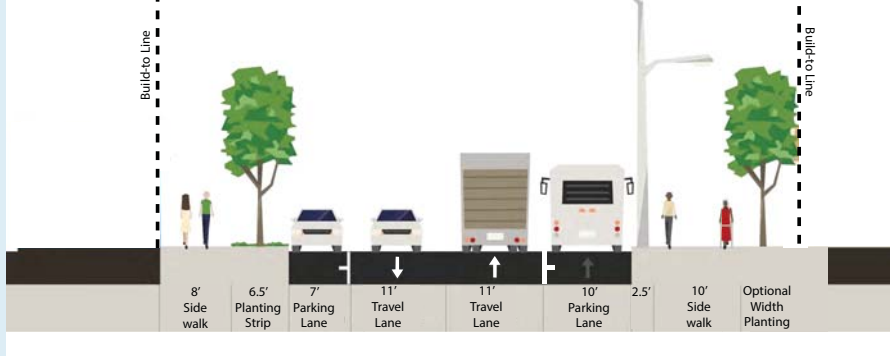 Build-to Line
Build-to Line
8'
Side
walk
6.5'
Planting
Strip
7'
Parking
Lane
11'
Travel
Lane
11'
Travel
Lane
10'
Parking
Lane
2.5'
10'
Side
walk
Optional
Width
Planting